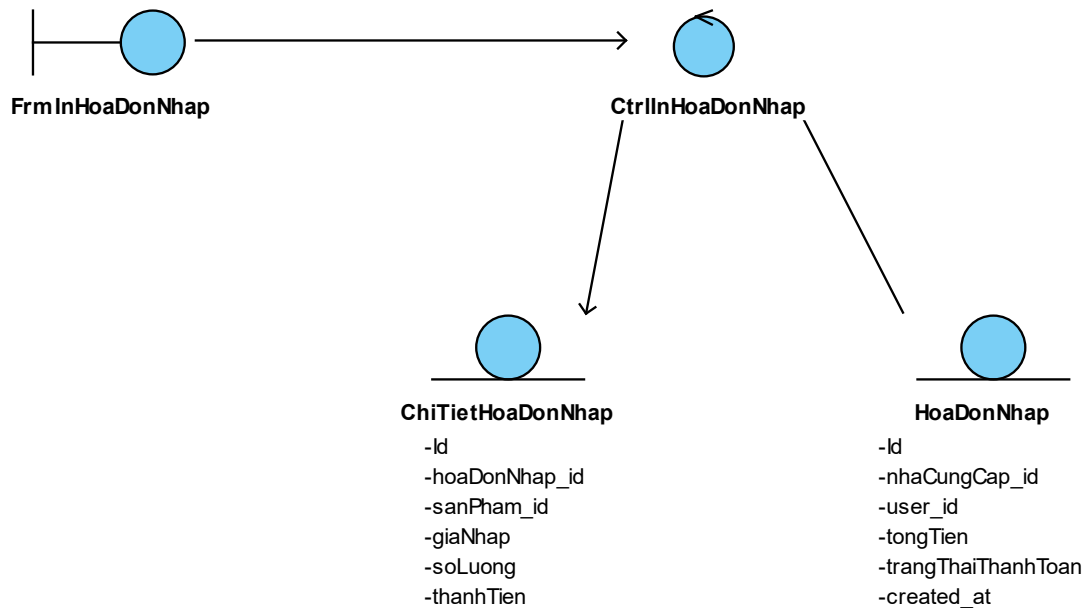 FrmInHoaDonNhap
CtrlInHoaDonNhap
ChiTietHoaDonNhap
-Id
-hoaDonNhap_id
-sanPham_id
-giaNhap
-soLuong
-thanhTien
HoaDonNhap
-Id
-nhaCungCap_id
-user_id
-tongTien
-trangThaiThanhToan
-created_at